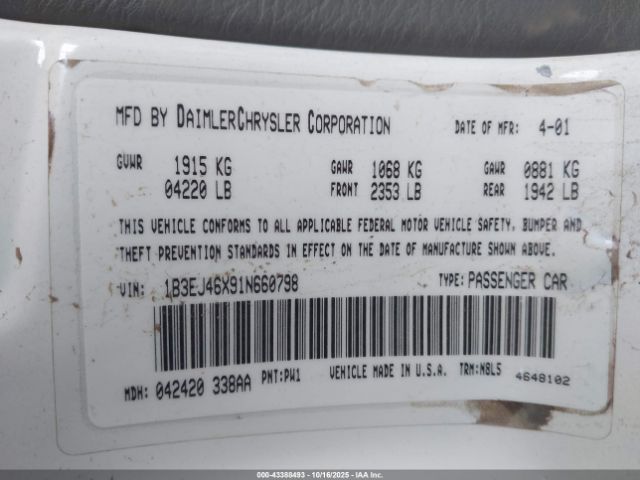 MFD BY DAIMLERCHRYSLER CORPORATION DATE OF MFR: 4-01
GVWR 1915 KG GAWR 1068 KG GAWR 0881 KG
04220 LB FRONT 2353 LB REAR 1942 LB
THIS VEHICLE CONFORMS TO ALL APPLICABLE FEDERAL MOTOR VEHICLE SAFETY, BUMPER AND
THEFT PREVENTION STANDARDS IN EFFECT ON THE DATE OF MANUFACTURE SHOWN ABOVE.
VIN: 1B3EJ46X91N660798 TYPE: PASSENGER CAR
MDH: 042420 338AA PNT: PW1 VEHICLE MADE IN U.S.A. TRM: N8L5 4648102
000-43388493 - 10/16/2025 - IAA Holdings, LLC